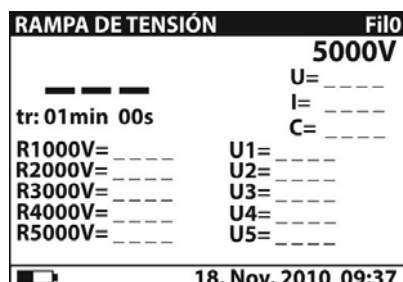 RAMPA DE TENSIÓN Fil0
5000V
U= _ _ _ _
_ _ _
I= _ _ _ _
tr: 01min 00s
C= _ _ _ _
R1000V= _ _ _ _ U1= _ _ _ _
R2000V= _ _ _ _ U2= _ _ _ _
R3000V= _ _ _ _ U3= _ _ _ _
R4000V= _ _ _ _ U4= _ _ _ _
R5000V= _ _ _ _ U5= _ _ _ _
18. Nov. 2010 09:37